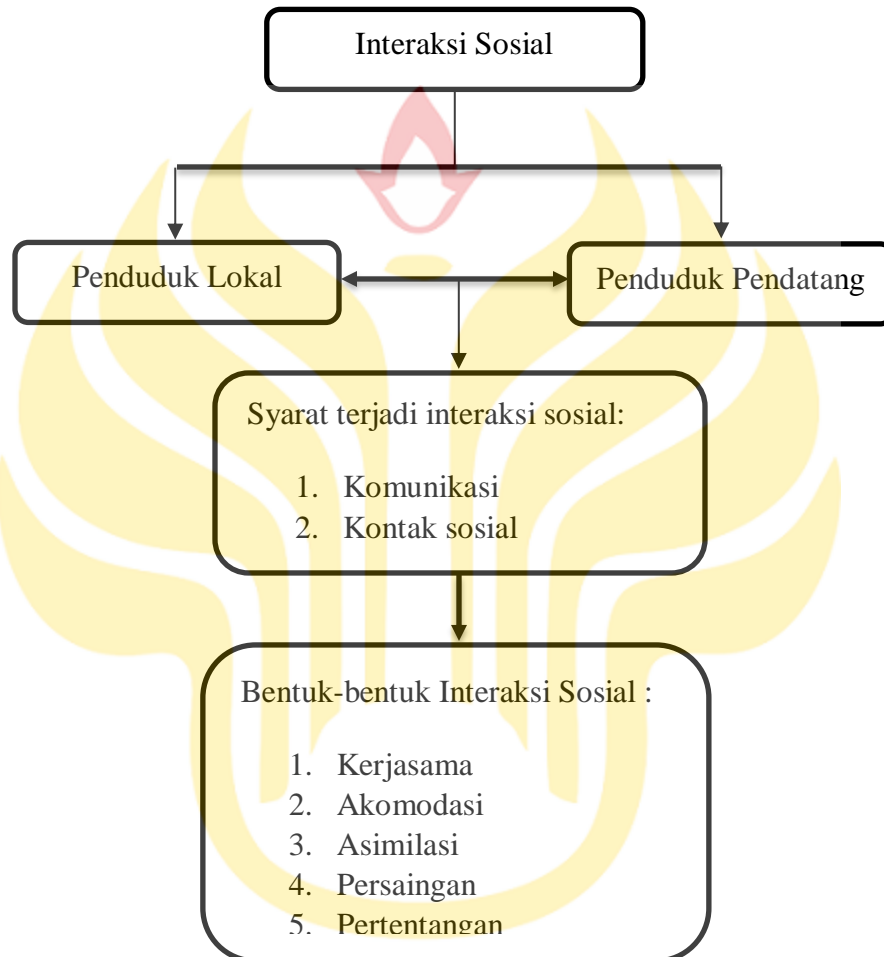 Interaksi Sosial
Penduduk Lokal
Penduduk Pendatang
Syarat terjadi interaksi sosial:
1. Komunikasi
2. Kontak sosial
Bentuk-bentuk Interaksi Sosial :
1. Kerjasama
2. Akomodasi
3. Asimilasi
4. Persaingan
5. Pertentangan